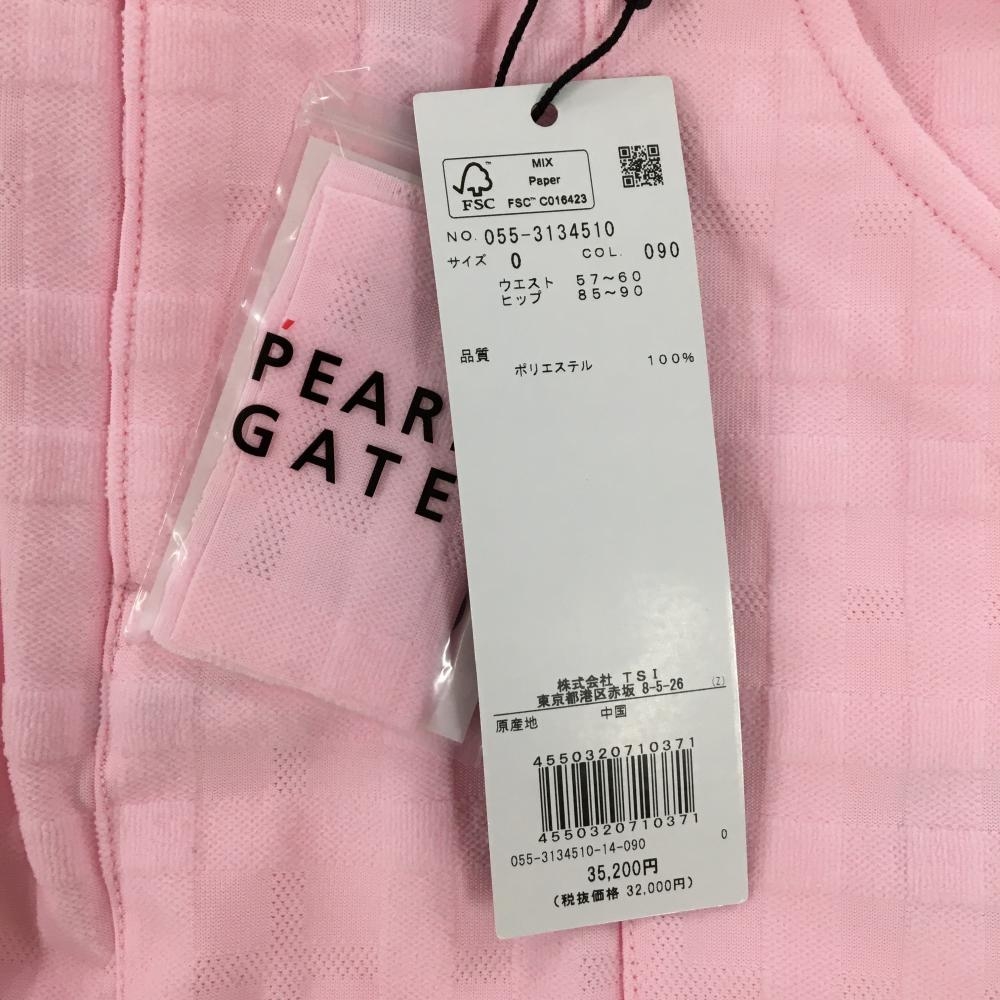 MIX
Paper
FSC™ C016423
FSC™
NO. 055-3134510
サイズ 0 COL. 090
ウエスト 57～60
ヒップ 85～90
品質
ポリエステル 100%
PEAR
GATE
株式会社 TSI
東京都港区赤坂 8-5-26 (Z)
原産地 中国
4550320710371
4550320710371
055-3134510-14-090 0
35,200円
(税抜価格 32,000円)